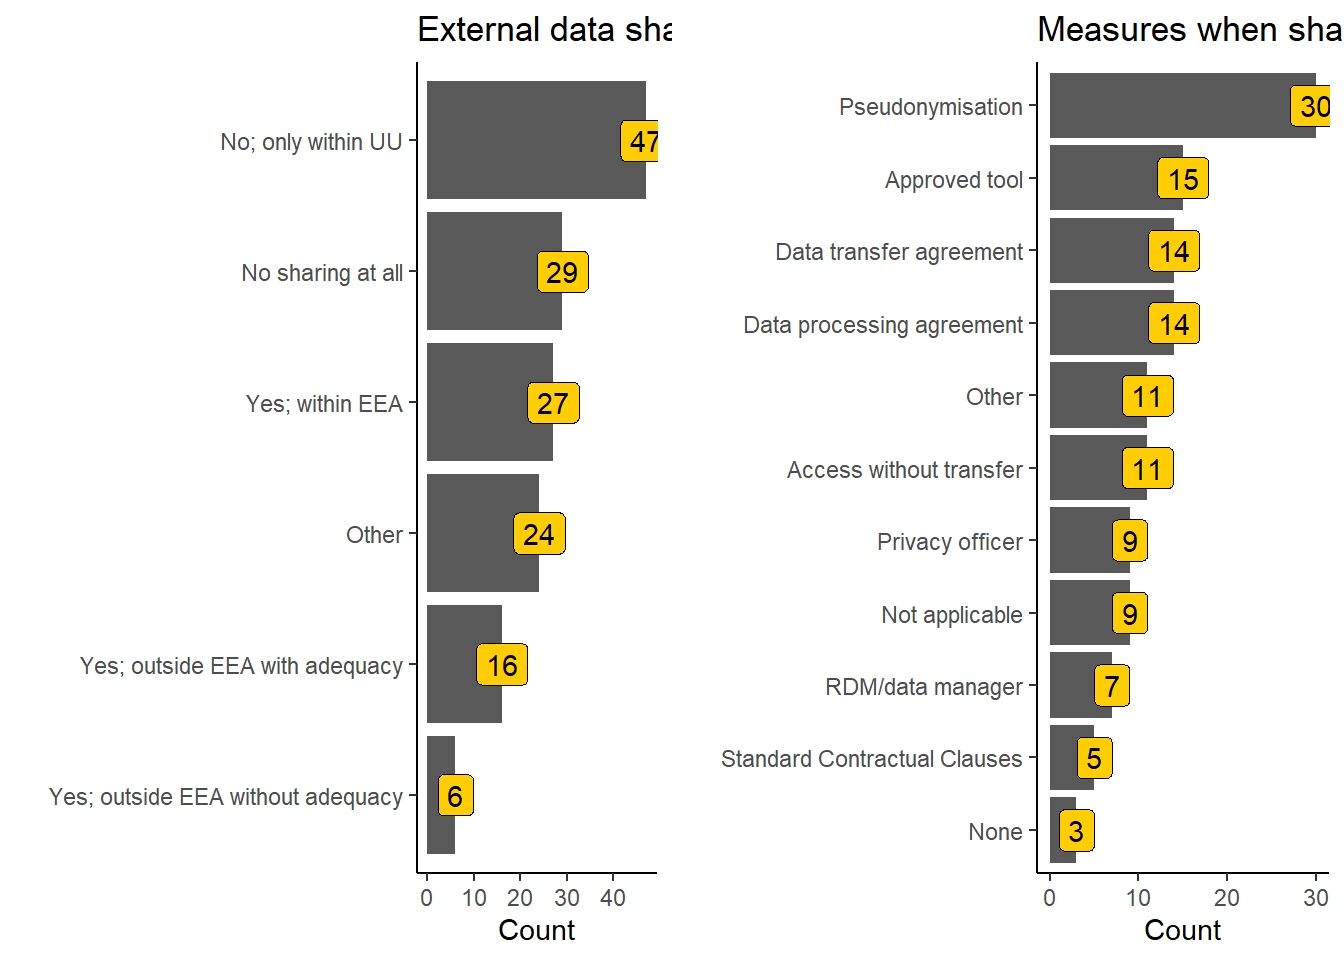 External data sha
No; only within UU
47
No sharing at all
29
Yes; within EEA
27
Other
24
Yes; outside EEA with adequacy
16
Yes; outside EEA without adequacy
6
0 10 20 30 40
Count
Measures when sha
Pseudonymisation
30
Approved tool
15
Data transfer agreement
14
Data processing agreement
14
Other
11
Access without transfer
11
Privacy officer
9
Not applicable
9
RDM/data manager
7
Standard Contractual Clauses
5
None
3
0 10 20 30
Count